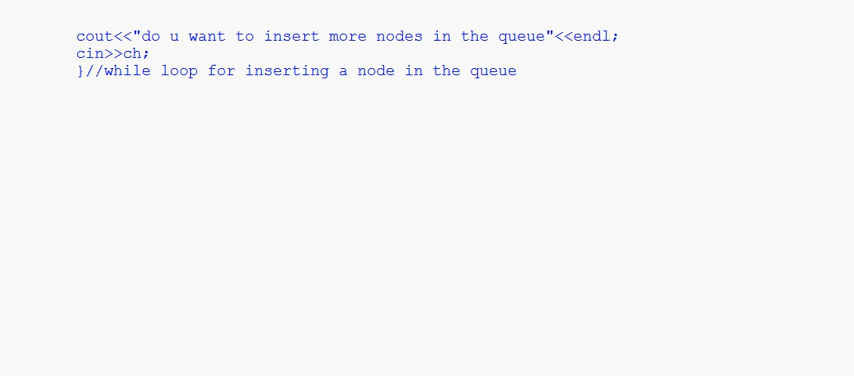 cout<<"do u want to insert more nodes in the queue"<<endl;
cin>>ch;
}//while loop for inserting a node in the queue